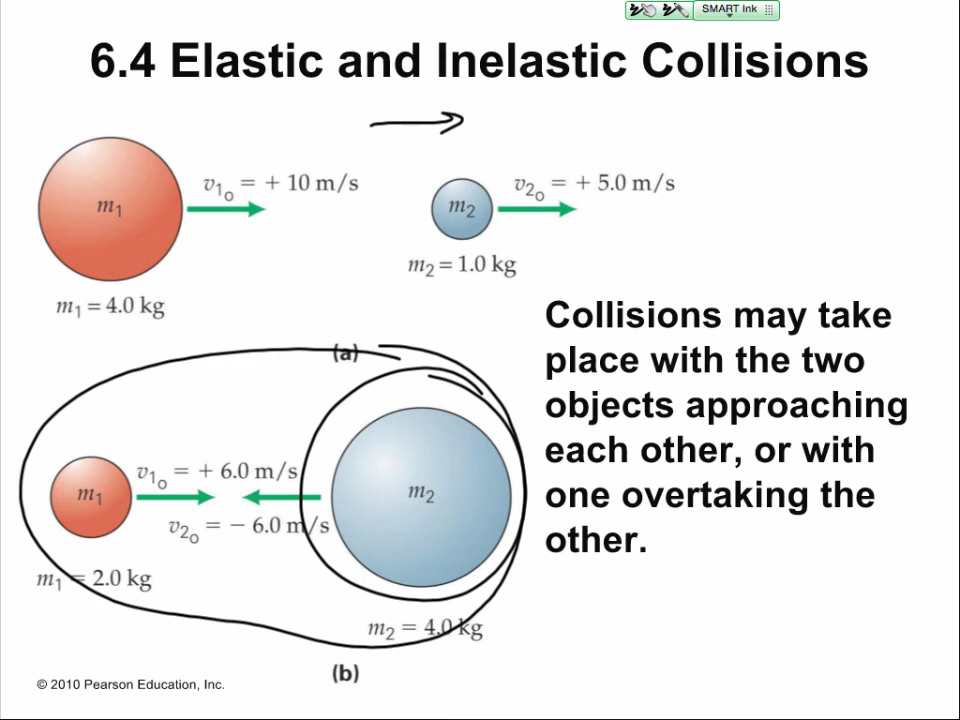 SMART Ink
6.4 Elastic and Inelastic Collisions
v1o = + 10 m/s
v2o = + 5.0 m/s
m1
m2
m2 = 1.0 kg
m1 = 4.0 kg
(a)
Collisions may take
place with the two
objects approaching
each other, or with
one overtaking the
other.
v1o = + 6.0 m/s
m1
m2
v2o = − 6.0 m/s
m1 = 2.0 kg
m2 = 4.0 kg
(b)
© 2010 Pearson Education, Inc.